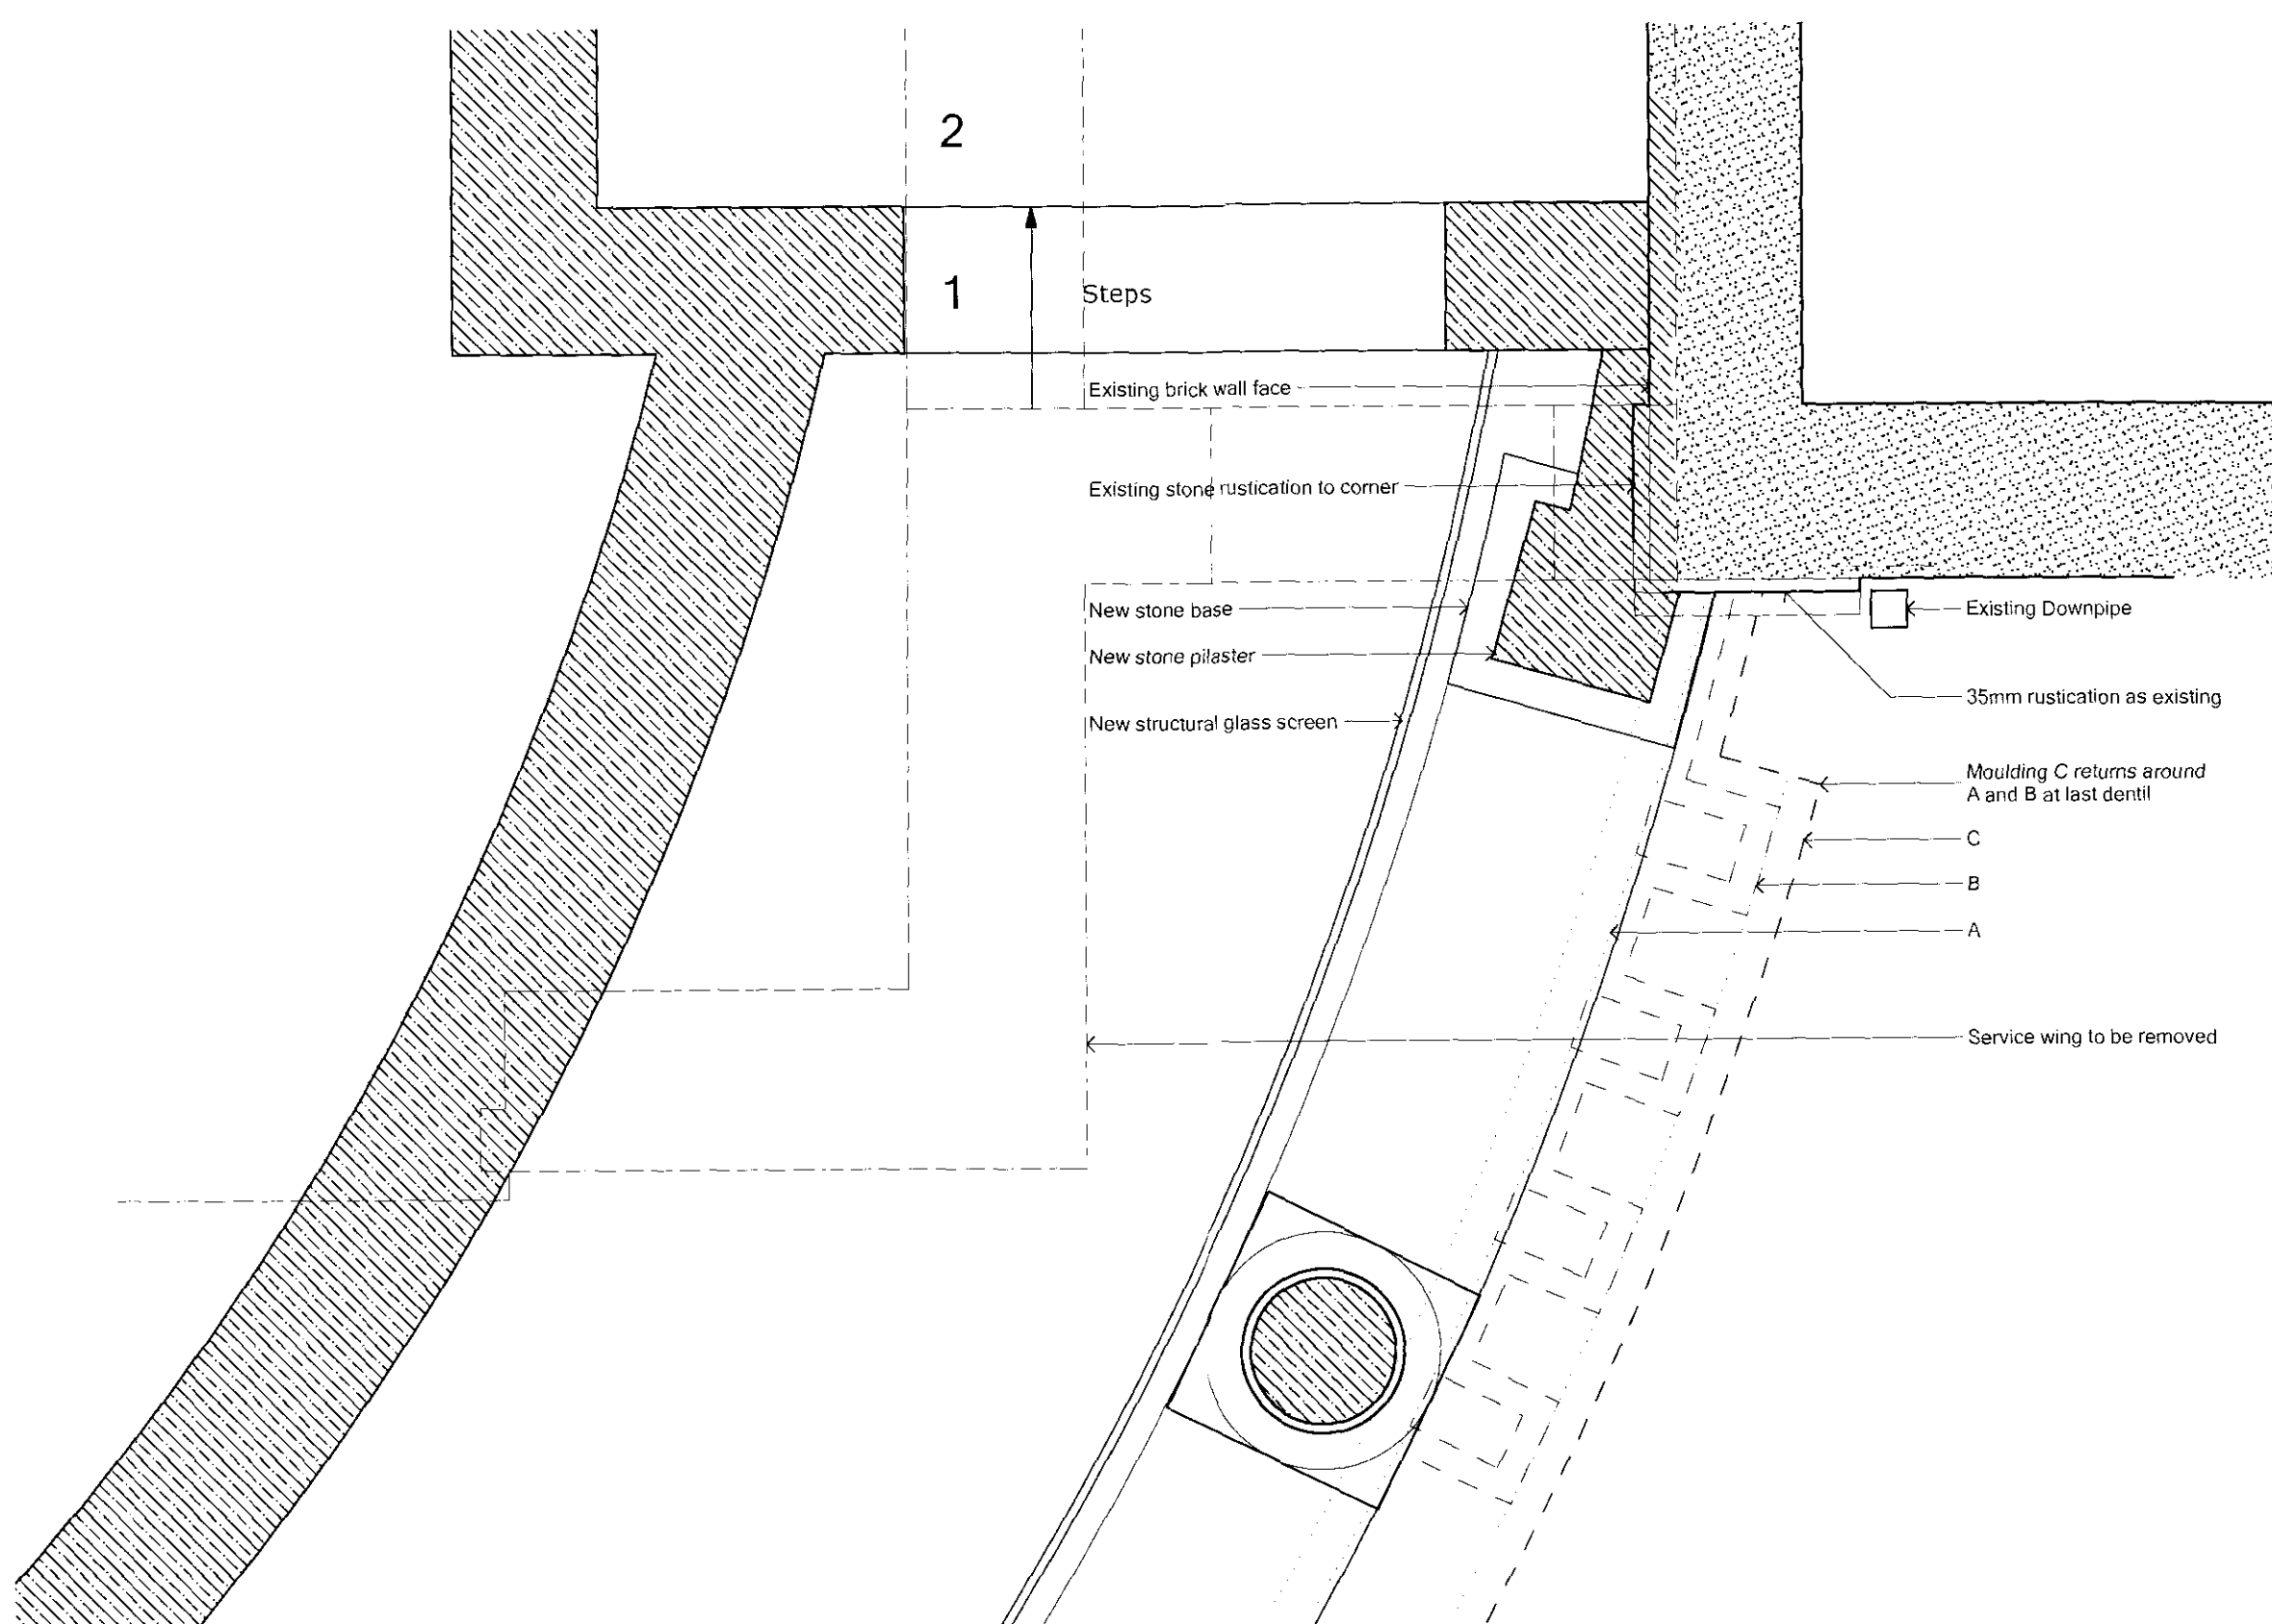 2
1
Steps
Existing brick wall face
Existing stone rustication to corner
New stone base
New stone pilaster
New structural glass screen
Existing Downpipe
35mm rustication as existing
Moulding C returns around
A and B at last dentil
C
B
A
Service wing to be removed